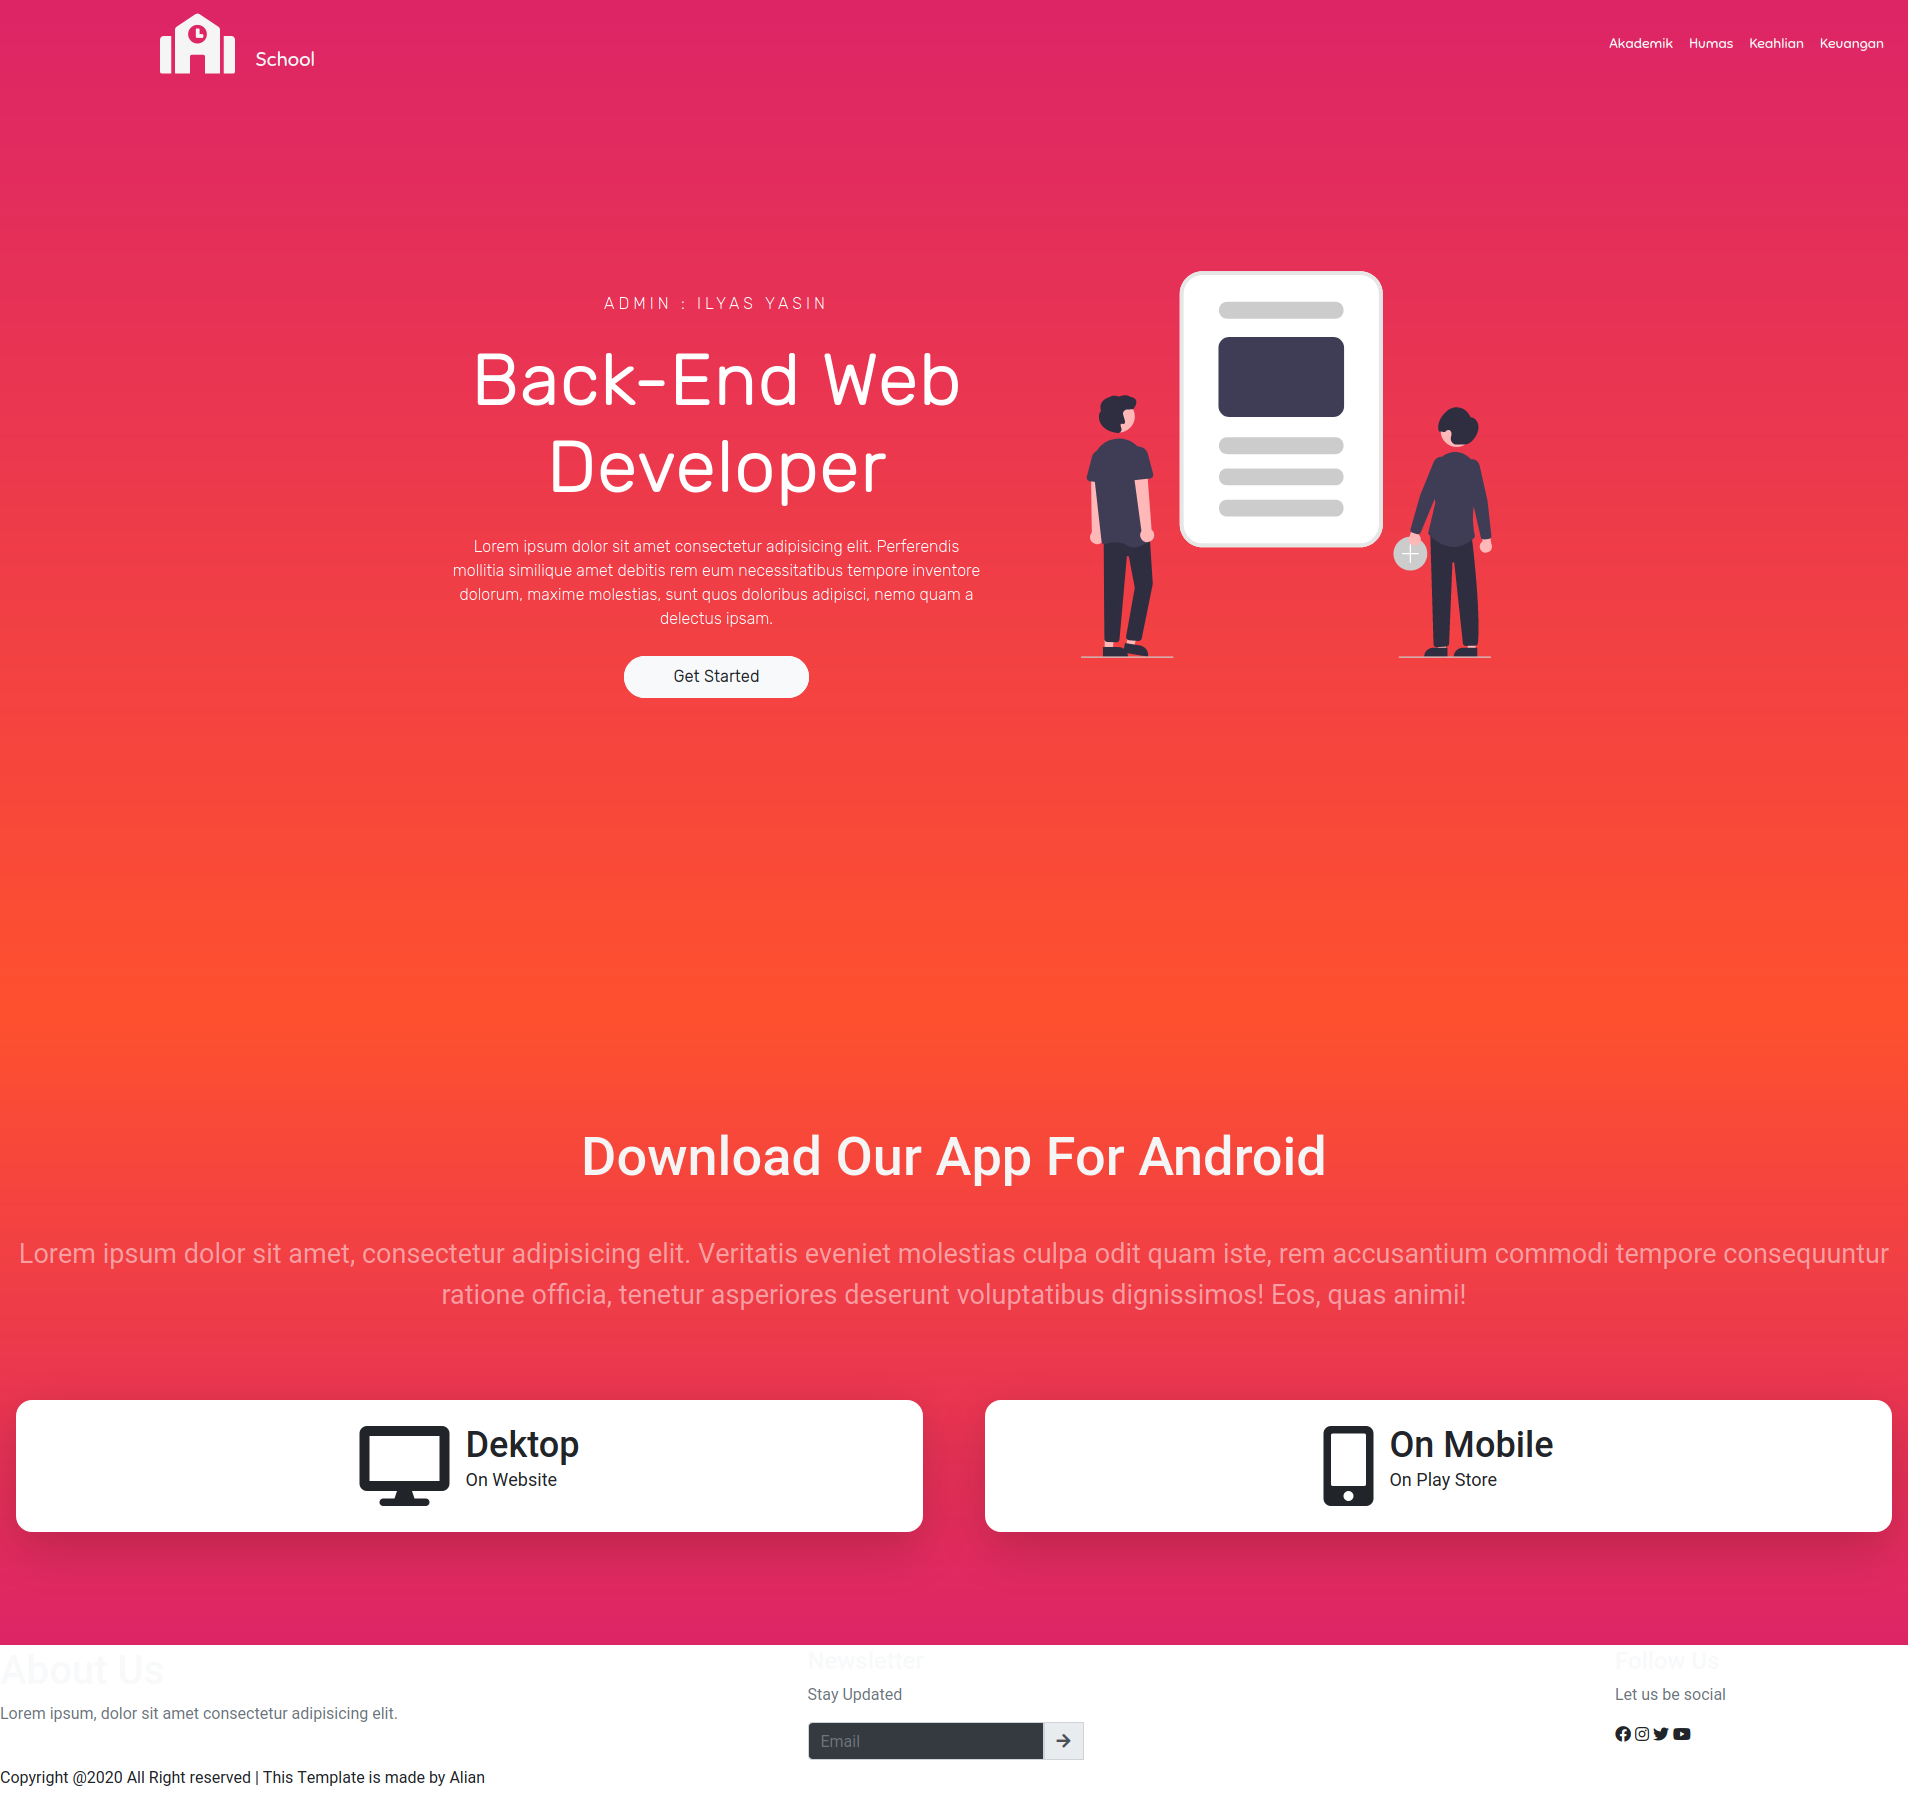 School
Akademik Humas Keahlian Keuangan
ADMIN : ILYAS YASIN
Back-End Web
Developer
Lorem ipsum dolor sit amet consectetur adipisicing elit. Perferendis
mollitia similique amet debitis rem eum necessitatibus tempore inventore
dolorum, maxime molestias, sunt quos doloribus adipisci, nemo quam a
delectus ipsam.
Get Started
Download Our App For Android
Lorem ipsum dolor sit amet, consectetur adipisicing elit. Veritatis eveniet molestias culpa odit quam iste, rem accusantium commodi tempore consequuntur
ratione officia, tenetur asperiores deserunt voluptatibus dignissimos! Eos, quas animi!
Dektop
On Website
On Mobile
On Play Store
About Us
Lorem ipsum, dolor sit amet consectetur adipisicing elit.
Newsletter
Stay Updated
Email
Follow Us
Let us be social
Copyright @2020 All Right reserved | This Template is made by Alian